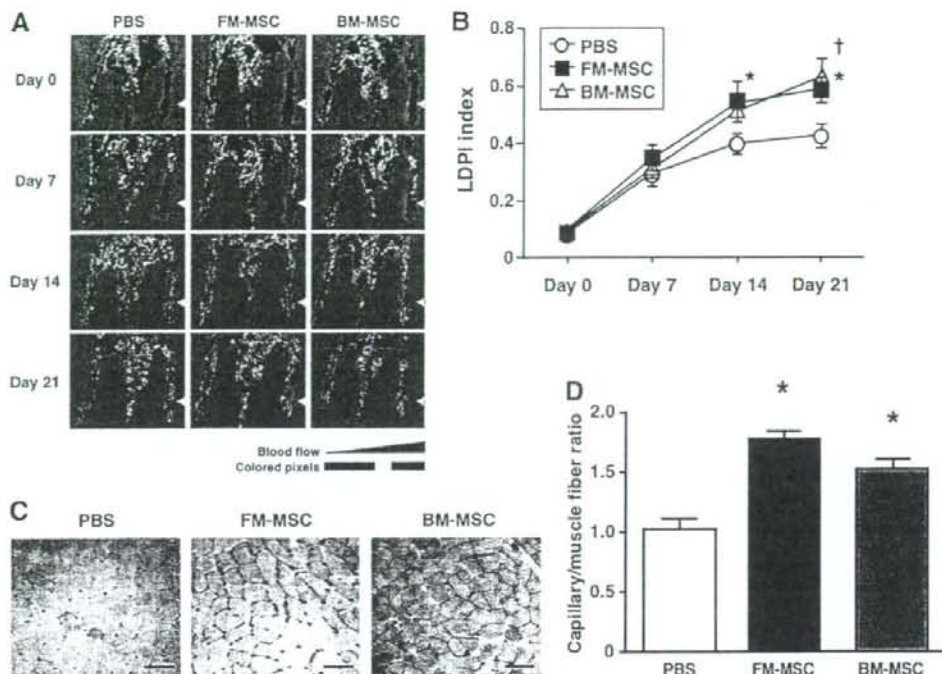 A
PBS FM-MSC BM-MSC
Day 0
Day 7
Day 14
Day 21
Blood flow
Colored pixels
B
0.8
0.6
0.4
0.2
0
LDPI index
PBS
FM-MSC
BM-MSC
*
†
*
Day 0 Day 7 Day 14 Day 21
C
PBS FM-MSC BM-MSC
D
2.0
1.5
1.0
0.5
0
Capillary/muscle fiber ratio
*
*
PBS FM-MSC BM-MSC